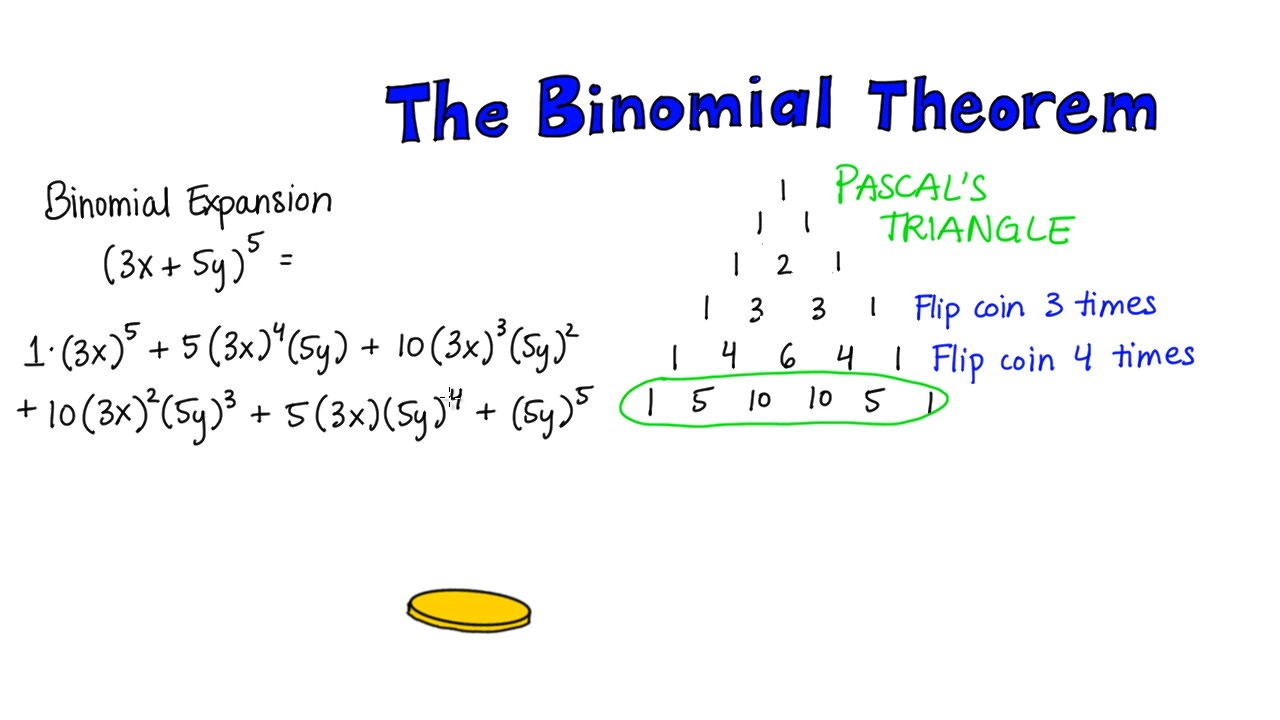 The Binomial Theorem
Binomial Expansion
(3x + 5y)⁵ =
1·(3x)⁵ + 5(3x)⁴(5y) + 10(3x)³(5y)²
+ 10(3x)²(5y)³ + 5(3x)(5y)⁴ + (5y)⁵
PASCAL'S
TRIANGLE
1
1 1
1 2 1
1 3 3 1 Flip coin 3 times
1 4 6 4 1 Flip coin 4 times
1 5 10 10 5 1